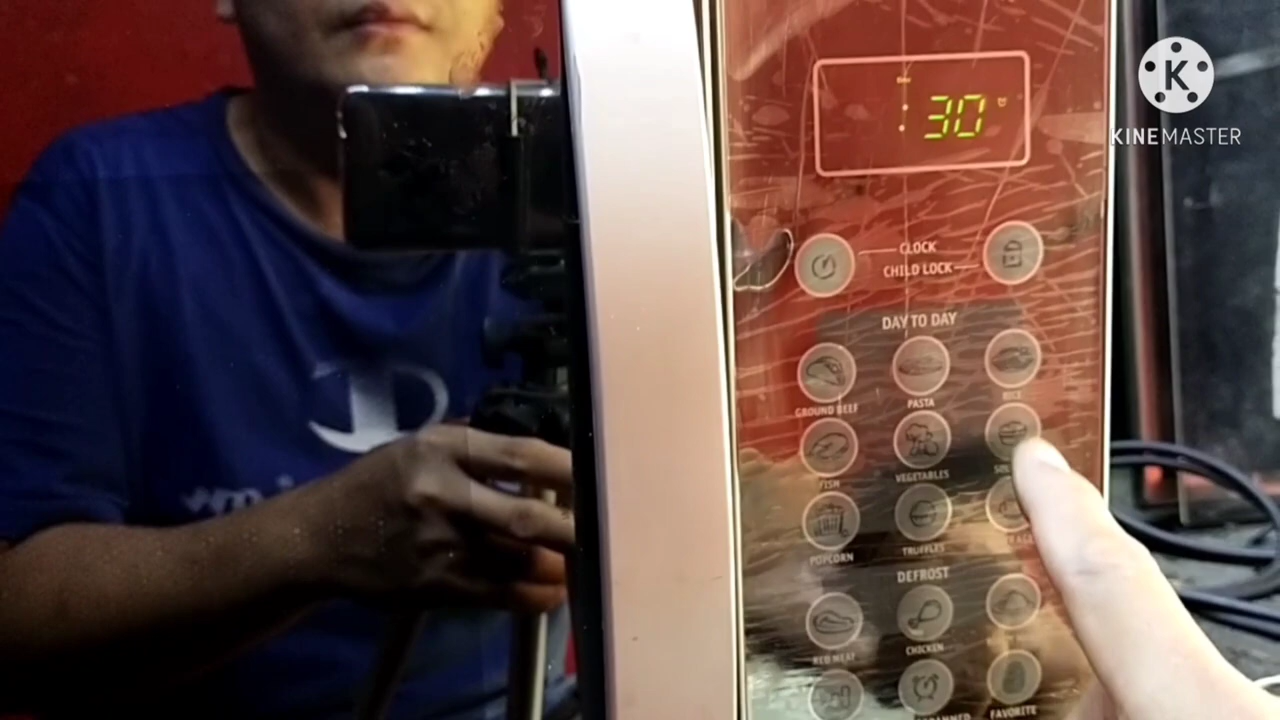 30
KINEMASTER
CLOCK
CHILD LOCK
DAY TO DAY
GROUND BEEF
PASTA
RICE
FISH
VEGETABLES
POPCORN
TRUFFLES
DEFROST
RED MEAT
CHICKEN
FAVORITE